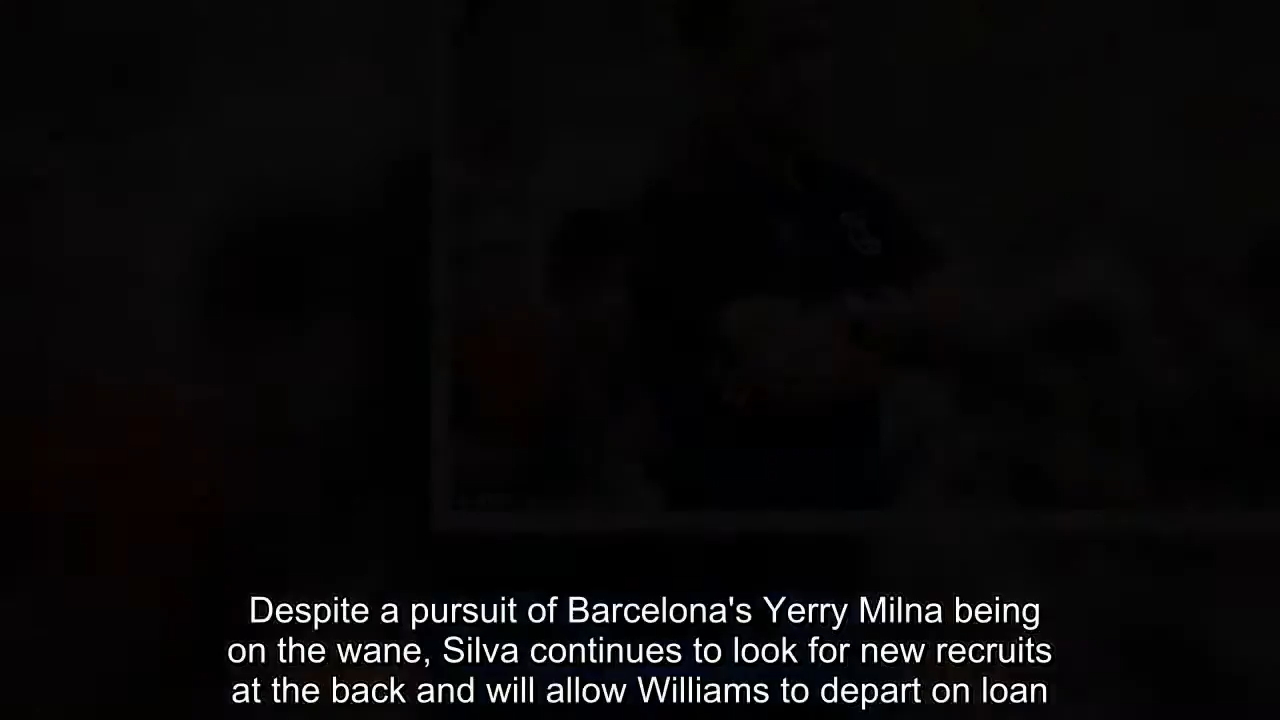 Despite a pursuit of Barcelona's Yerry Milna being
on the wane, Silva continues to look for new recruits
at the back and will allow Williams to depart on loan